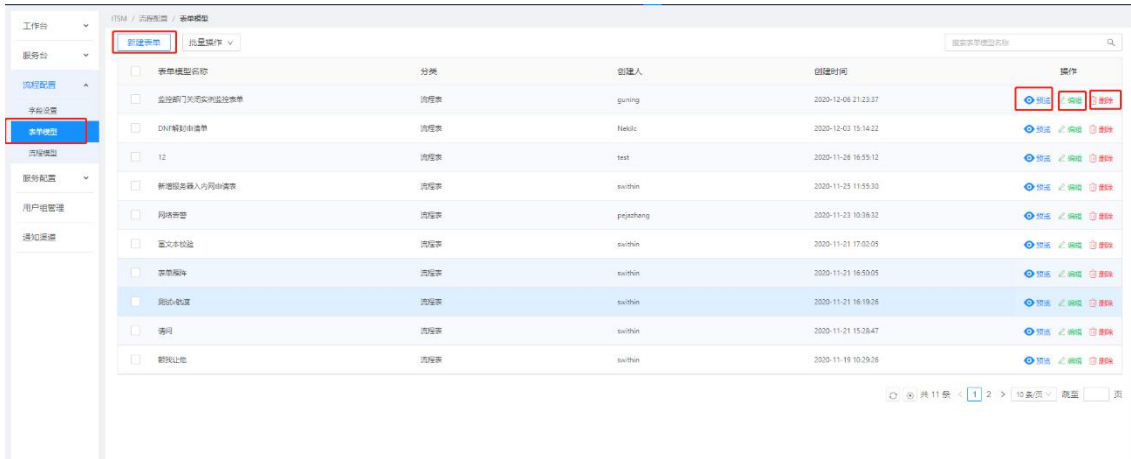 ITSM / 流程配置 / 表单模型
工作台
服务台
流程配置
字段设置
表单模型
流程模型
服务配置
用户组管理
通知渠道
新建表单 批量操作 搜索表单模型名称
表单模型名称 分类 创建人 创建时间 操作
监控部门关闭实例监控表单 流程表 guning 2020-12-06 21:23:37 预览 编辑 删除
DNF解封申请单 流程表 Nekilc 2020-12-03 15:14:22 预览 编辑 删除
12 流程表 test 2020-11-26 16:55:12 预览 编辑 删除
新增服务器入内网申请表 流程表 swithin 2020-11-25 11:55:30 预览 编辑 删除
网络告警 流程表 pejazhang 2020-11-23 10:36:32 预览 编辑 删除
富文本校验 流程表 swithin 2020-11-21 17:02:05 预览 编辑 删除
表单矩阵 流程表 swithin 2020-11-21 16:50:05 预览 编辑 删除
流程表 swithin 2020-11-21 16:19:26 预览 编辑 删除
请问 流程表 swithin 2020-11-21 15:28:47 预览 编辑 删除
流程表 swithin 2020-11-19 10:29:26 预览 编辑 删除
共 11 条 1 2 10 条/页 跳至 页